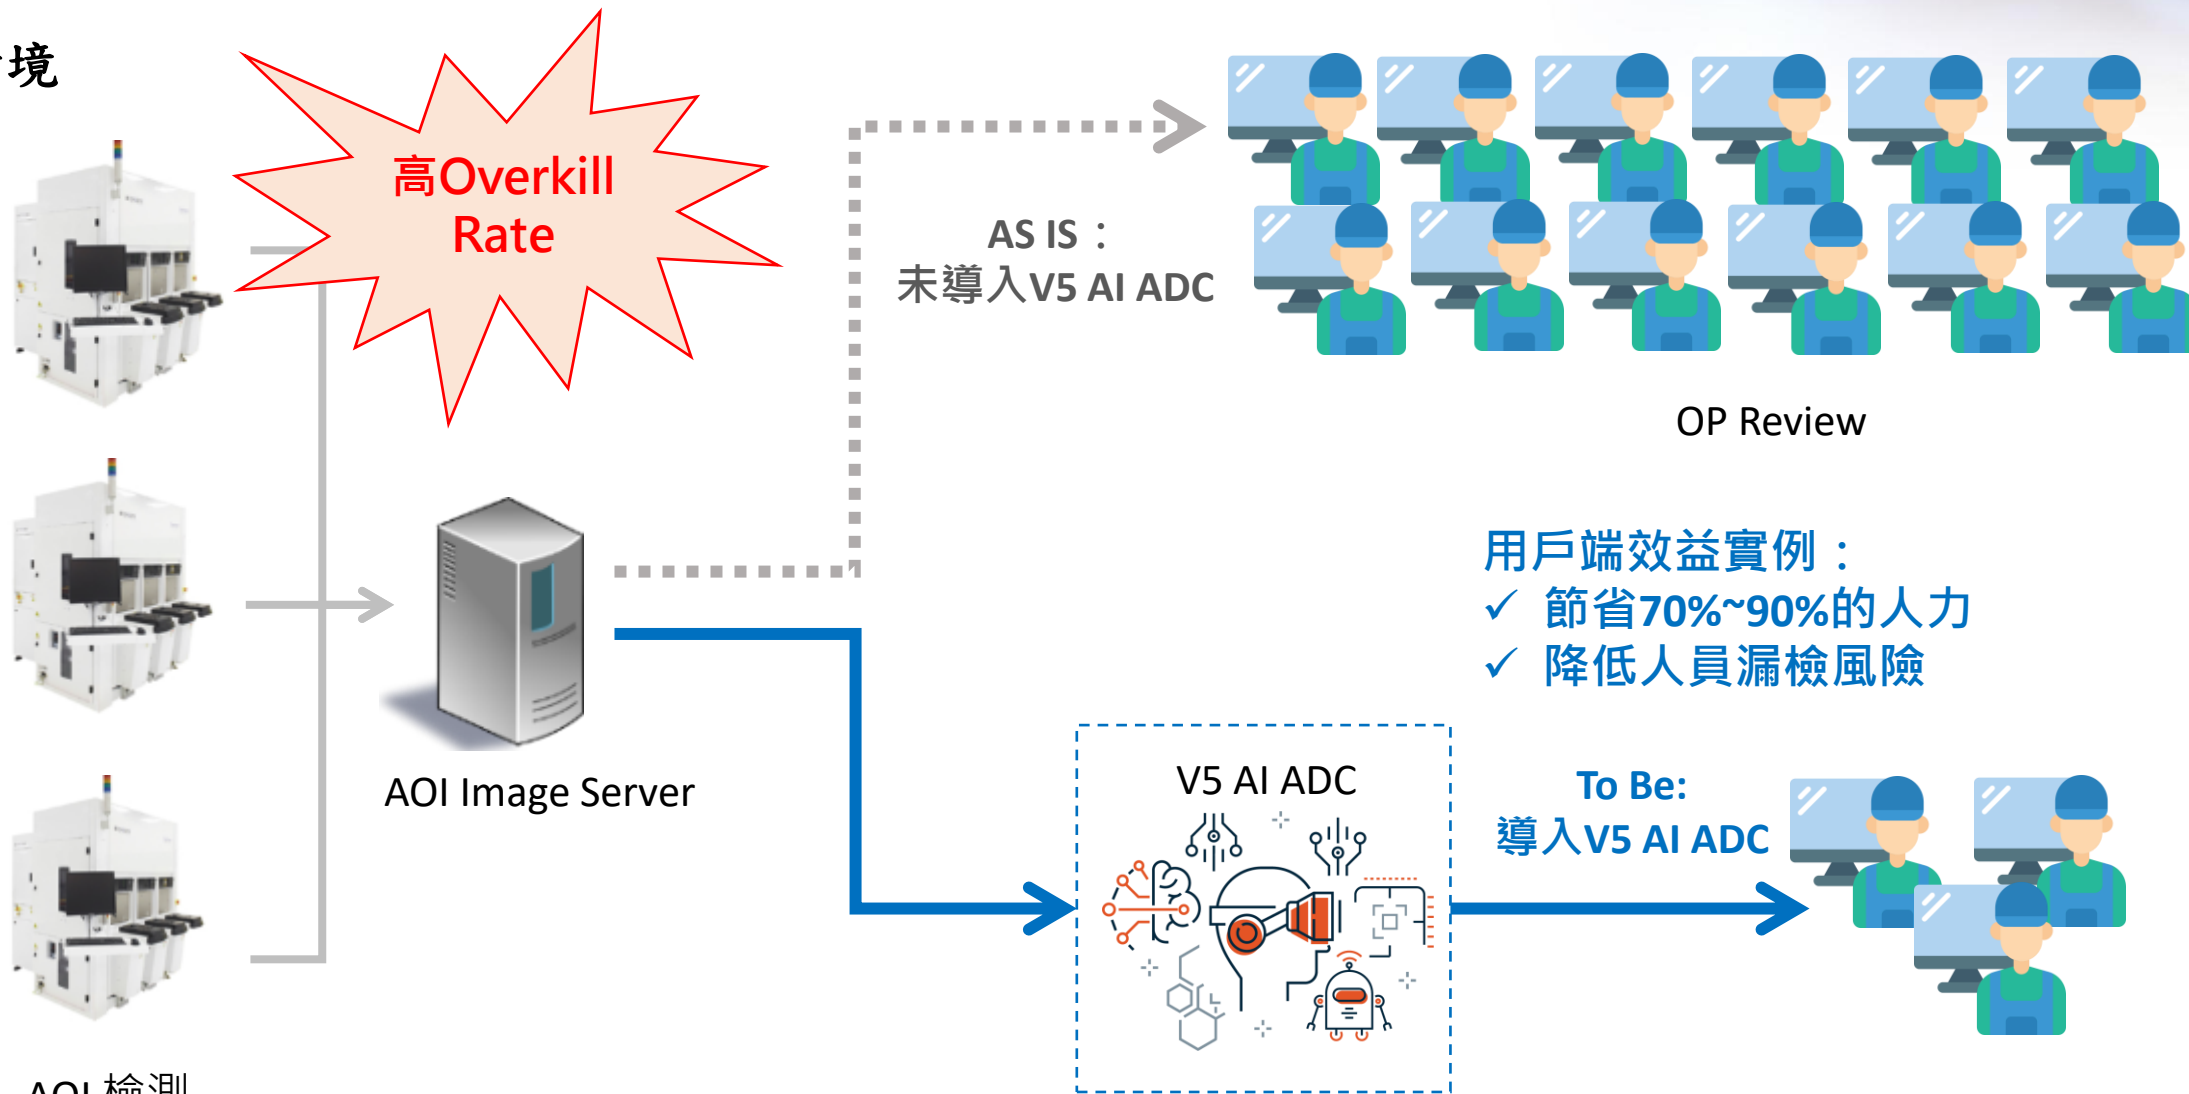 境
高Overkill
Rate
AS IS：
未導入V5 AI ADC
OP Review
用戶端效益實例：
✓ 節省70%~90%的人力
✓ 降低人員漏檢風險
AOI Image Server
V5 AI ADC
To Be:
導入V5 AI ADC
AOI 檢測